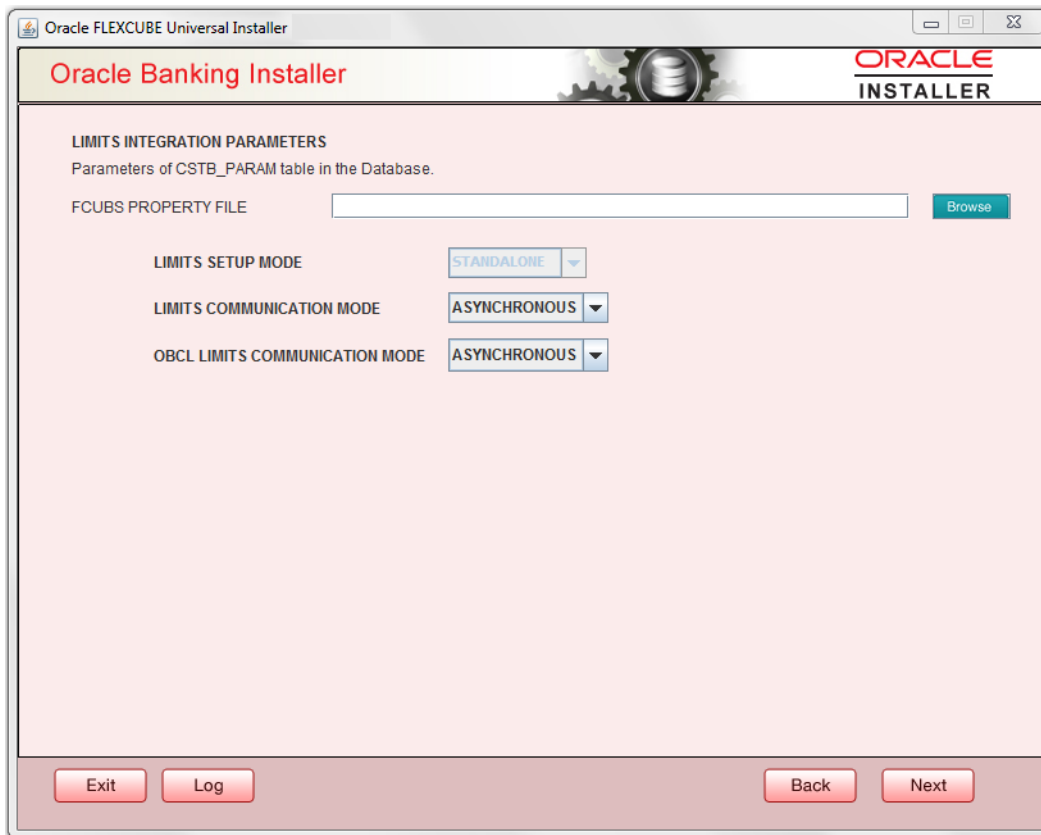 Oracle FLEXCUBE Universal Installer
Oracle Banking Installer
ORACLE
INSTALLER
LIMITS INTEGRATION PARAMETERS
Parameters of CSTB_PARAM table in the Database.
FCUBS PROPERTY FILE Browse
LIMITS SETUP MODE STANDALONE
LIMITS COMMUNICATION MODE ASYNCHRONOUS
OBCL LIMITS COMMUNICATION MODE ASYNCHRONOUS
Exit Log Back Next